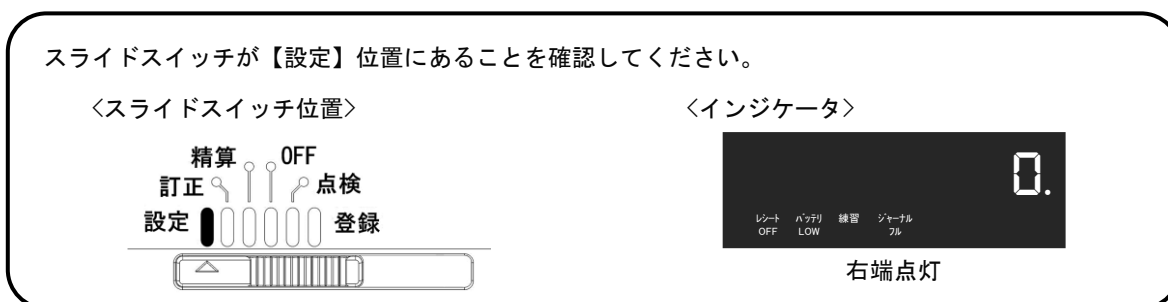 スライドスイッチが【設定】位置にあることを確認してください。
〈スライドスイッチ位置〉
精算 OFF
訂正 点検
設定 登録
〈インジケータ〉
0.
レシート バッテリ 練習 ジャーナル
OFF LOW フル
右端点灯